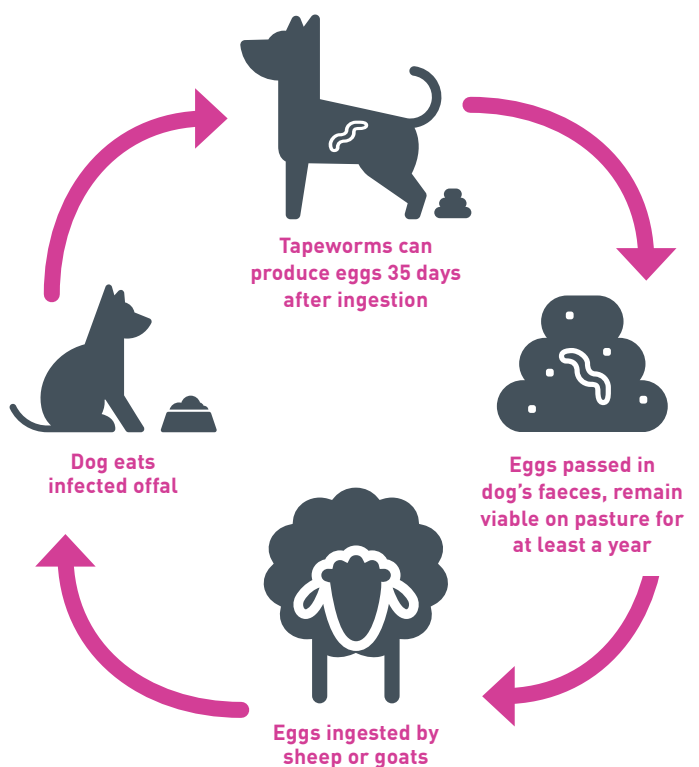 Tapeworms can
produce eggs 35 days
after ingestion
Eggs passed in
dog's faeces, remain
viable on pasture for
at least a year
Eggs ingested by
sheep or goats
Dog eats
infected offal